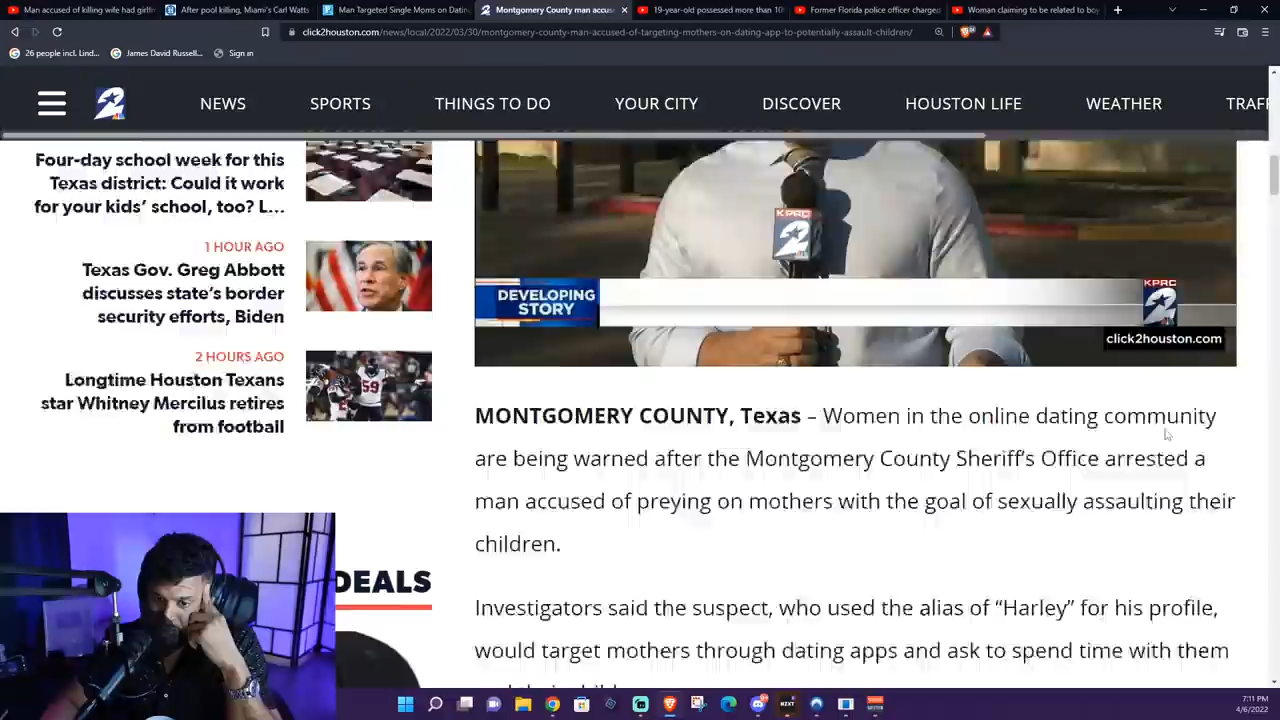 Man accused of killing wife had girlf
After pool killing, Miami's Carl Watts
Man Targeted Single Moms on Datin
Montgomery County man accus
19-year-old possessed more than 10
Former Florida police officer charge
Woman claiming to be related to bo
click2houston.com/news/local/2022/03/30/montgomery-county-man-accused-of-targeting-mothers-on-dating-app-to-potentially-assault-children/
26 people incl. Lind...
James David Russell...
Sign in
2
NEWS
SPORTS
THINGS TO DO
YOUR CITY
DISCOVER
HOUSTON LIFE
WEATHER
TRAFF
Four-day school week for this
Texas district: Could it work
for your kids' school, too? L...
1 HOUR AGO
Texas Gov. Greg Abbott
discusses state's border
security efforts, Biden
2 HOURS AGO
Longtime Houston Texans
star Whitney Mercilus retires
from football
59
KPRC
2
DEVELOPING
STORY
KPRC
2
click2houston.com
MONTGOMERY COUNTY, Texas – Women in the online dating community
are being warned after the Montgomery County Sheriff's Office arrested a
man accused of preying on mothers with the goal of sexually assaulting their
children.
Investigators said the suspect, who used the alias of “Harley” for his profile,
would target mothers through dating apps and ask to spend time with them
DEALS
7:11 PM
4/6/2022